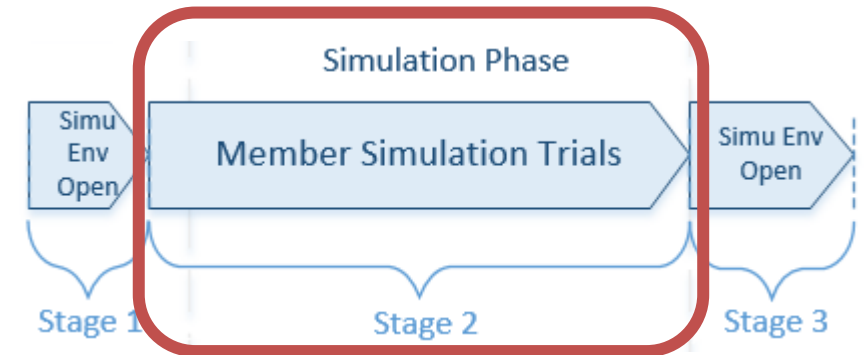 Simulation Phase
Simu
Env
Open
Member Simulation Trials
Simu Env
Open
Stage 1
Stage 2
Stage 3